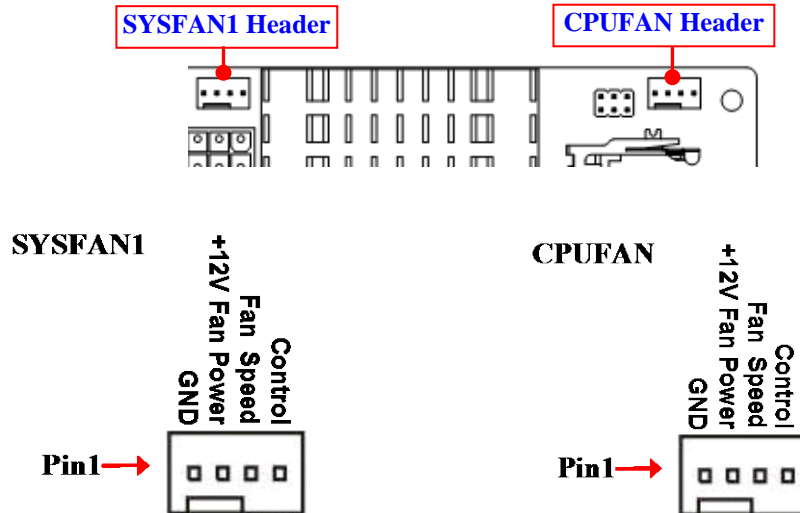 SYSFAN1 Header
CPUFAN Header
SYSFAN1
GND
+12V Fan Power
Fan Speed
Control
Pin1
CPUFAN
GND
+12V Fan Power
Fan Speed
Control
Pin1